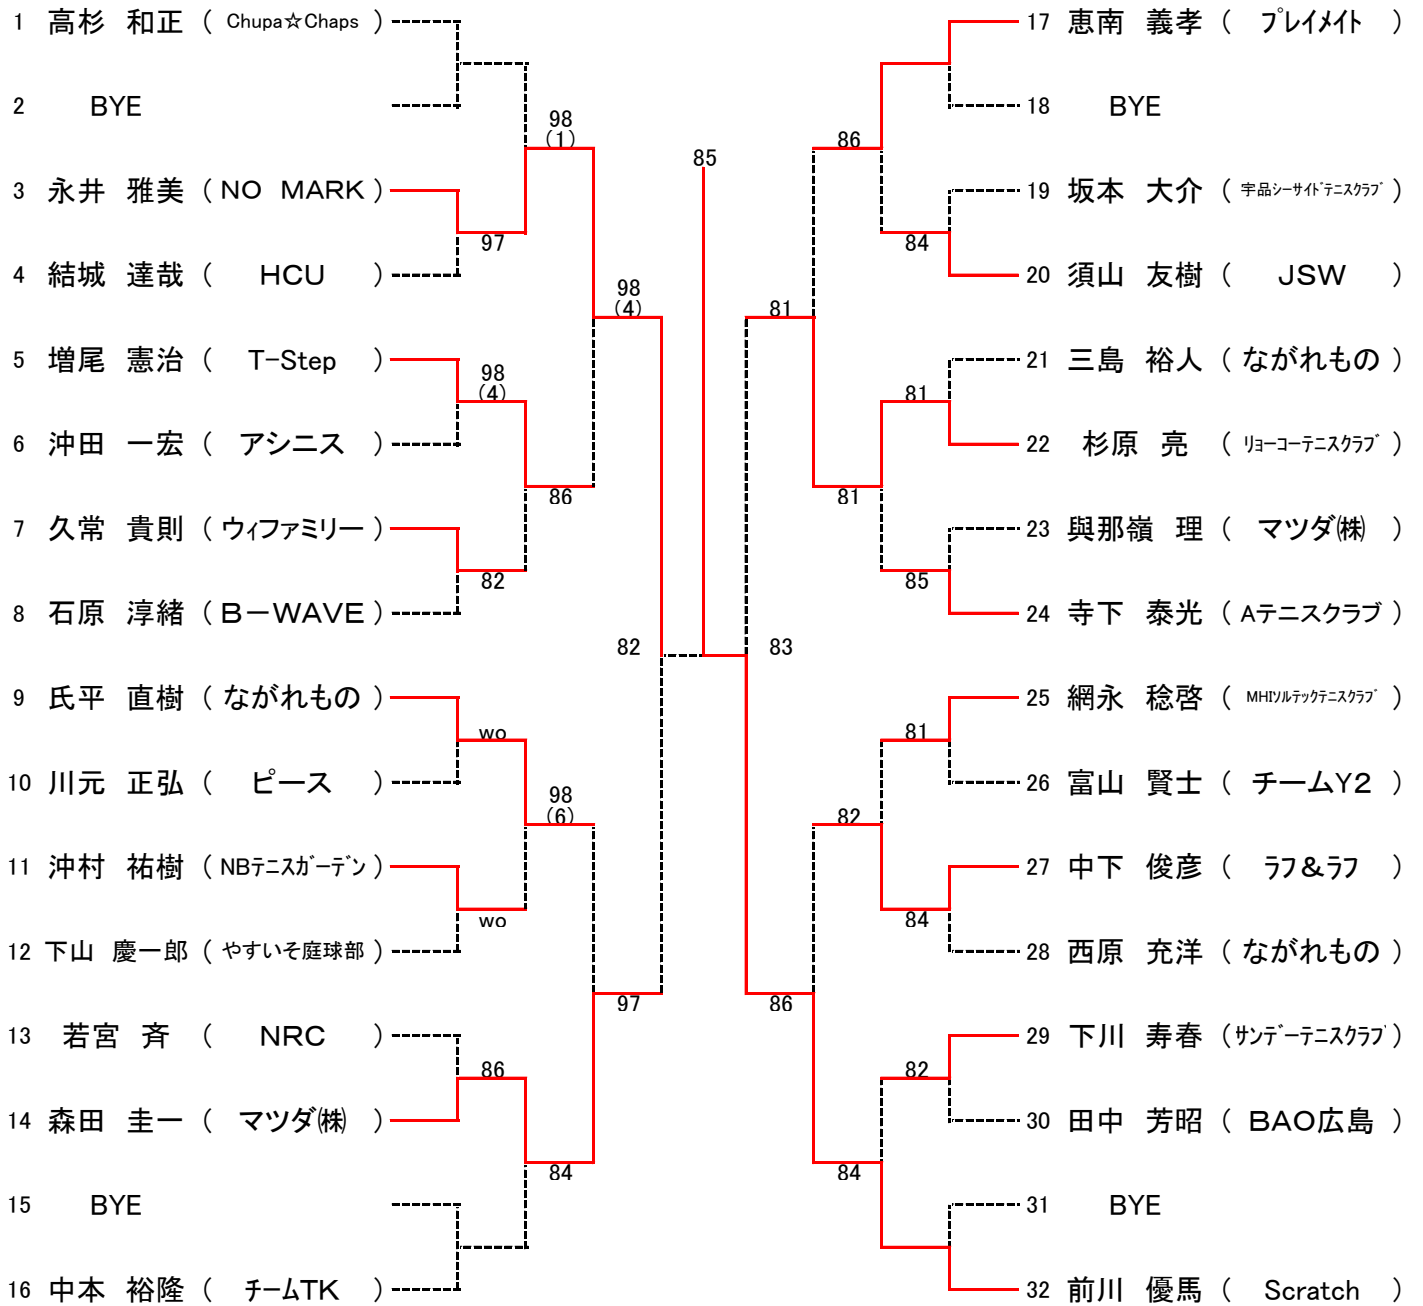 1 高杉 和正 ( Chupa☆Chaps )
2 BYE
98
(1)
3 永井 雅美 ( NO MARK )
97
4 結城 達哉 ( HCU )
98
(4)
5 増尾 憲治 ( T-Step )
98
(4)
6 沖田 一宏 ( アシニス )
86
7 久常 貴則 ( ウィファミリー )
82
8 石原 淳緒 ( B-WAVE )
82
9 氏平 直樹 ( ながれもの )
wo
10 川元 正弘 ( ピース )
98
(6)
11 沖村 祐樹 ( NBテニスガーデン )
wo
12 下山 慶一郎 ( やすいそ庭球部 )
97
13 若宮 斉 ( NRC )
86
14 森田 圭一 ( マツダ㈱ )
84
15 BYE
16 中本 裕隆 ( チームTK )
85
17 恵南 義孝 ( プレイメイト )
18 BYE
86
19 坂本 大介 ( 宇品シーサイドテニスクラブ )
84
20 須山 友樹 ( JSW )
81
21 三島 裕人 ( ながれもの )
81
22 杉原 亮 ( リョーコーテニスクラブ )
81
23 與那嶺 理 ( マツダ㈱ )
85
24 寺下 泰光 ( Aテニスクラブ )
83
25 網永 稔啓 ( MHIソルテックテニスクラブ )
81
26 富山 賢士 ( チームY2 )
82
27 中下 俊彦 ( ラフ&ラフ )
84
28 西原 充洋 ( ながれもの )
86
29 下川 寿春 ( サンデーテニスクラブ )
82
30 田中 芳昭 ( BAO広島 )
84
31 BYE
32 前川 優馬 ( Scratch )